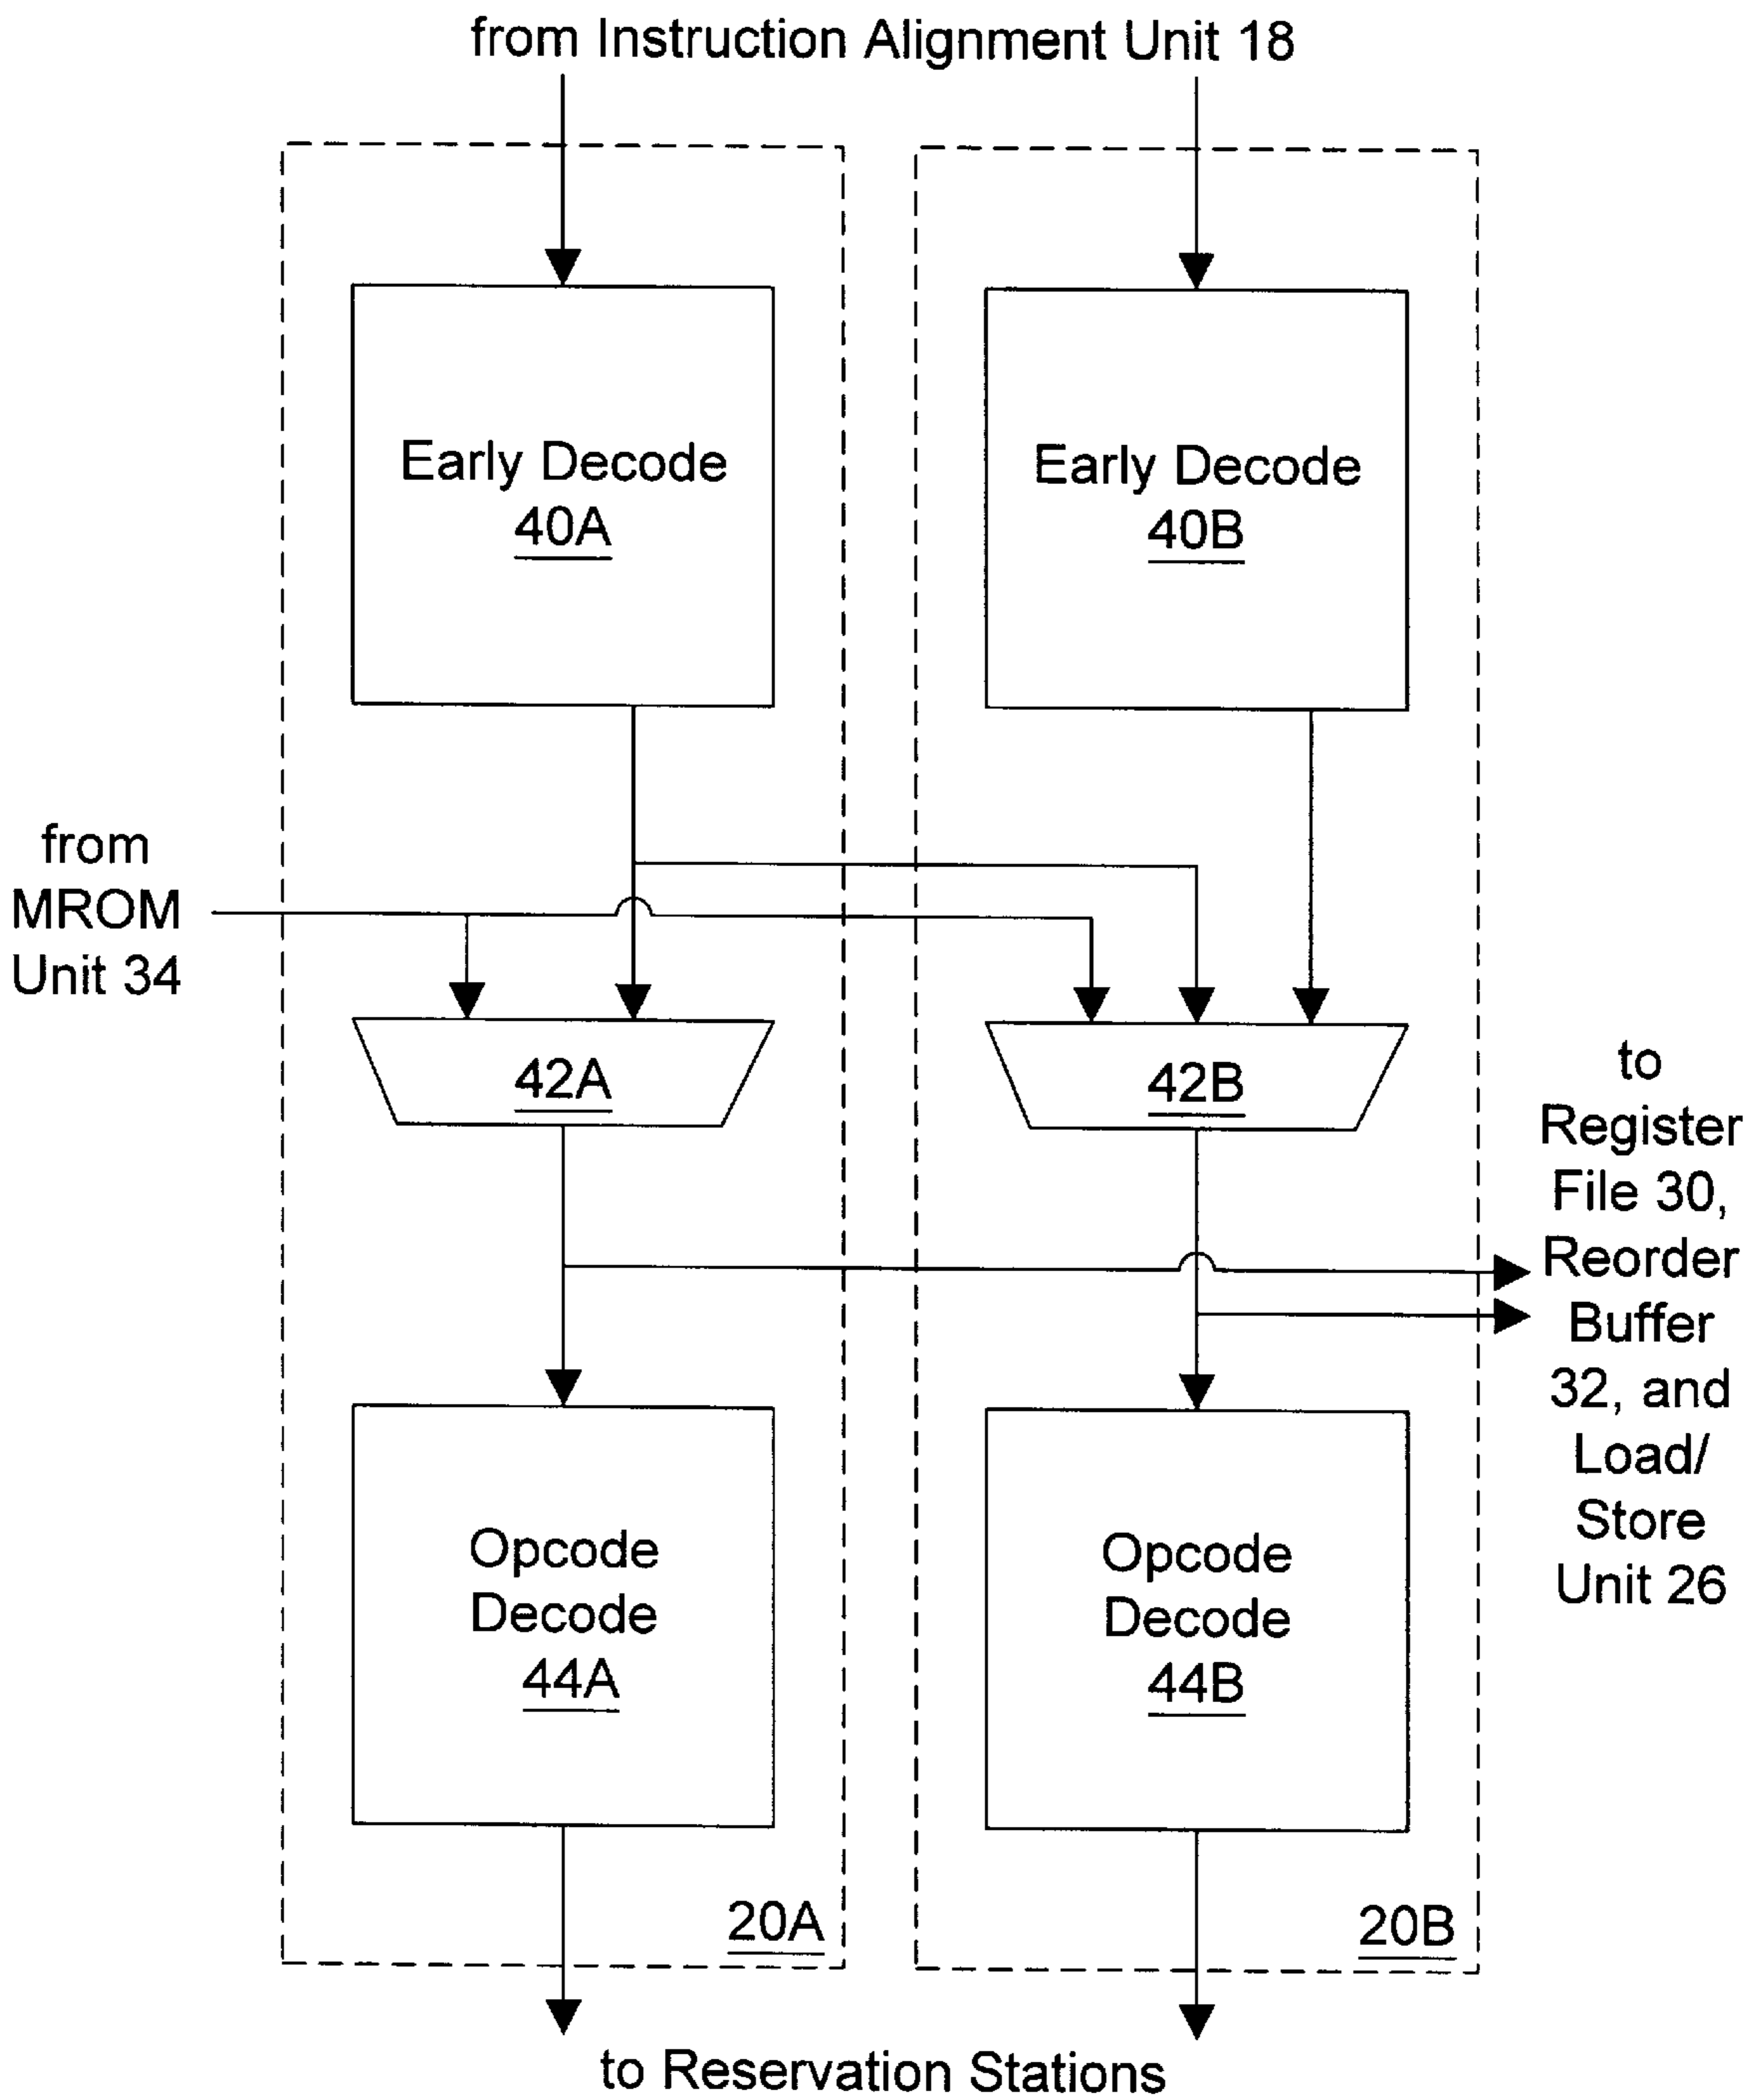 from Instruction Alignment Unit 18
Early Decode
40A
Early Decode
40B
from
MROM
Unit 34
42A
42B
to
Register
File 30,
Reorder
Buffer
32, and
Load/
Store
Unit 26
Opcode
Decode
44A
Opcode
Decode
44B
20A
20B
to Reservation Stations